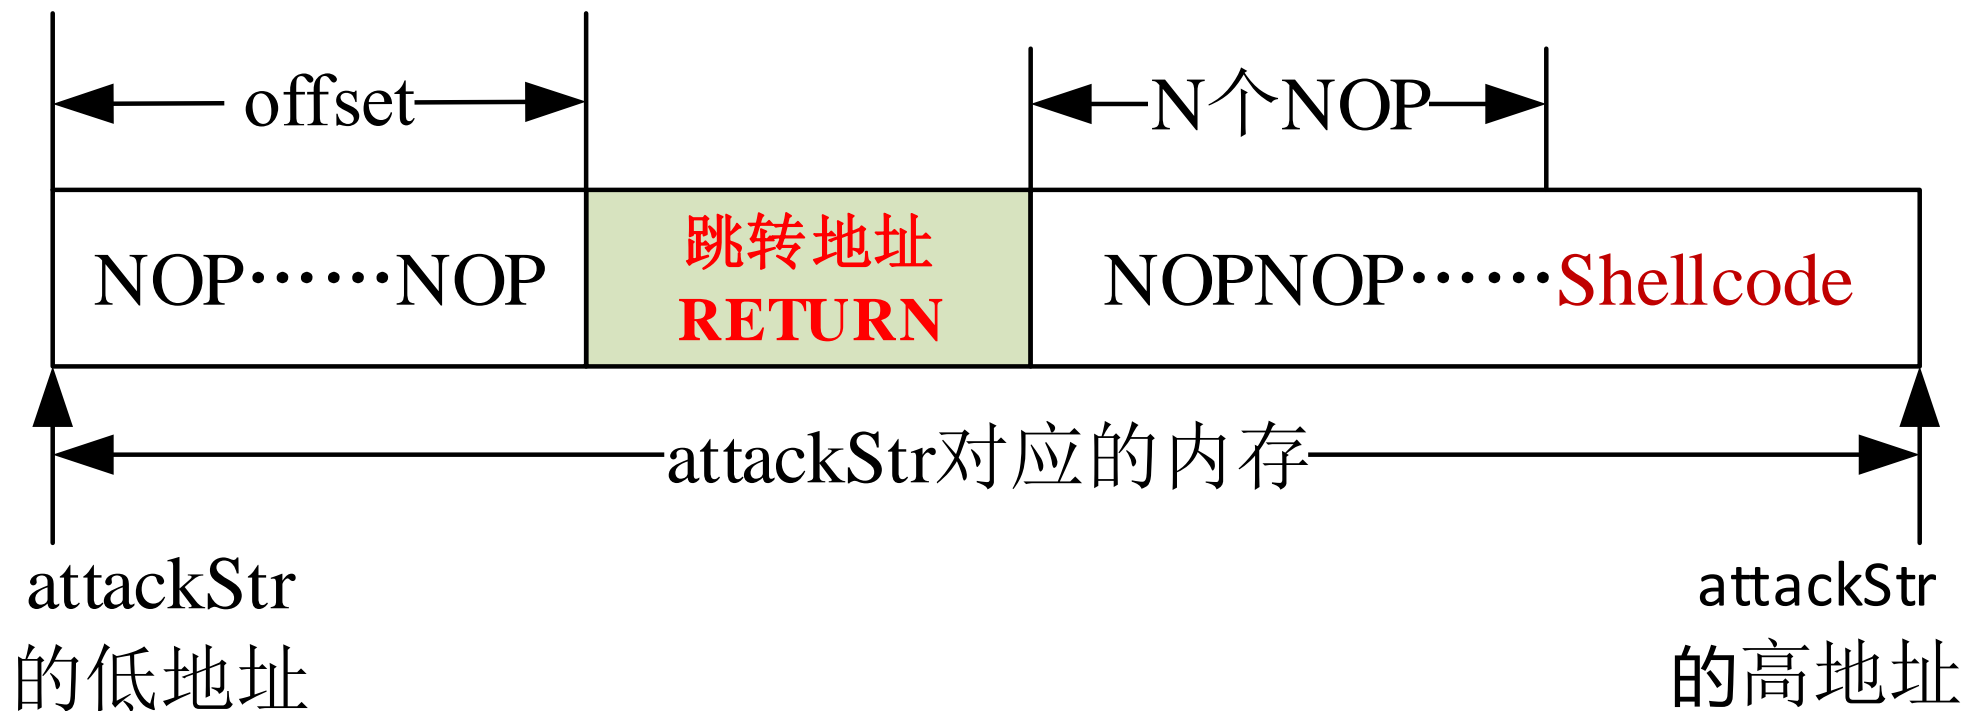 offset
N个NOP
NOP……NOP
跳转地址
RETURN
NOPNOP……Shellcode
attackStr对应的内存
attackStr
的低地址
attackStr
的高地址